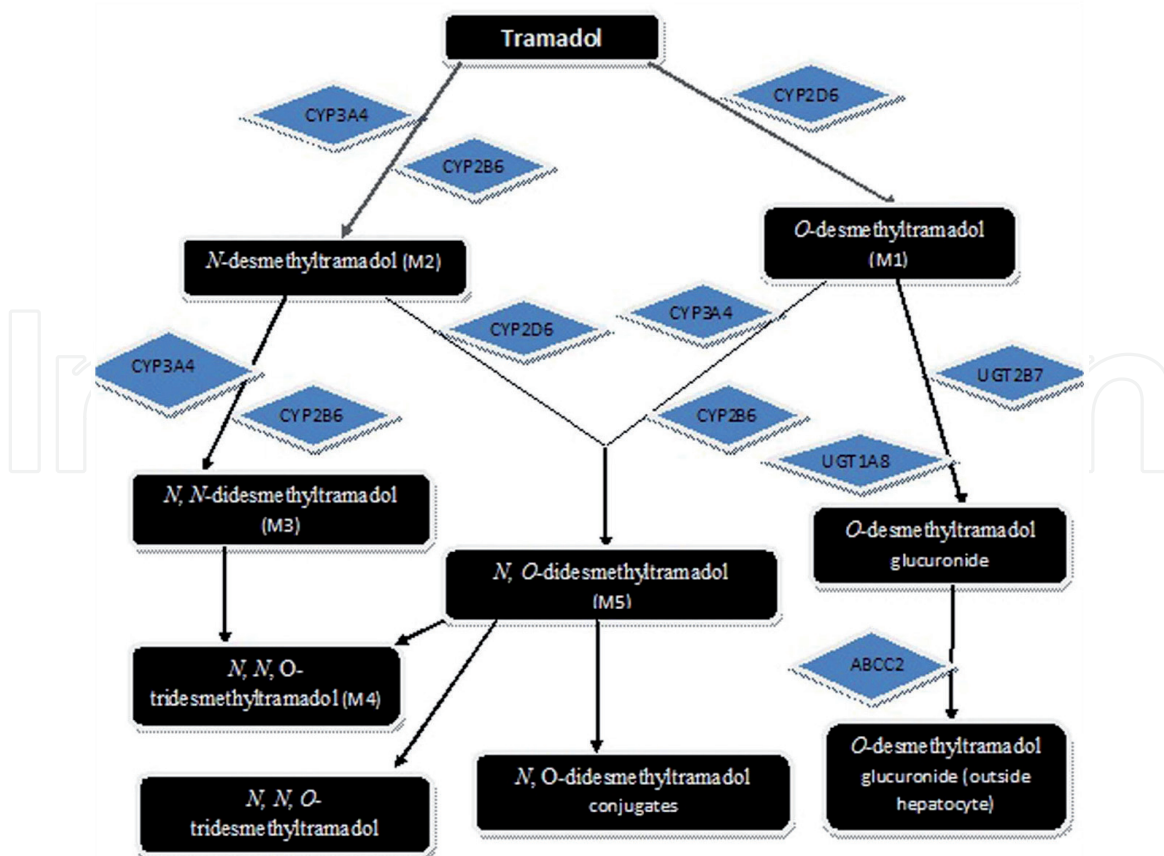 Tramadol
CYP3A4
CYP2D6
CYP2B6
N-desmethyltramadol (M2)
O-desmethyltramadol
(M1)
CYP3A4
CYP2B6
CYP2D6
CYP3A4
CYP2B6
UGT2B7
UGT1A8
N, N-didesmethyltramadol
(M3)
N, O-didesmethyltramadol
(M5)
O-desmethyltramadol
glucuronide
N, N, O-
tridesmethyltramadol (M4)
ABCC2
N, N, O-
tridesmethyltramadol
N, O-didesmethyltramadol
conjugates
O-desmethyltramadol
glucuronide (outside
hepatocyte)